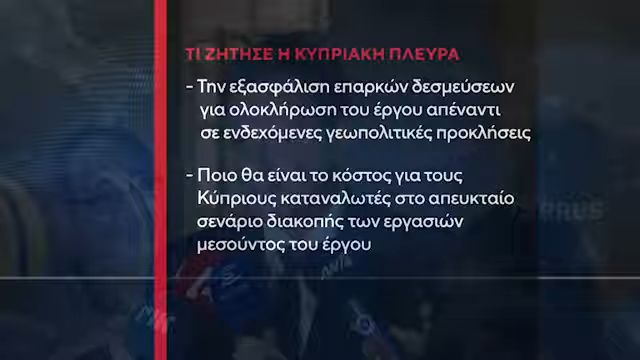 ΤΙ ΖΗΤΗΣΕ Η ΚΥΠΡΙΑΚΗ ΠΛΕΥΡΑ
- Την εξασφάλιση επαρκών δεσμεύσεων
για ολοκλήρωση του έργου απέναντι
σε ενδεχόμενες γεωπολιτικές προκλήσεις
- Ποιο θα είναι το κόστος για τους
Κύπριους καταναλωτές στο απευκταίο
σενάριο διακοπής των εργασιών
μεσούντος του έργου